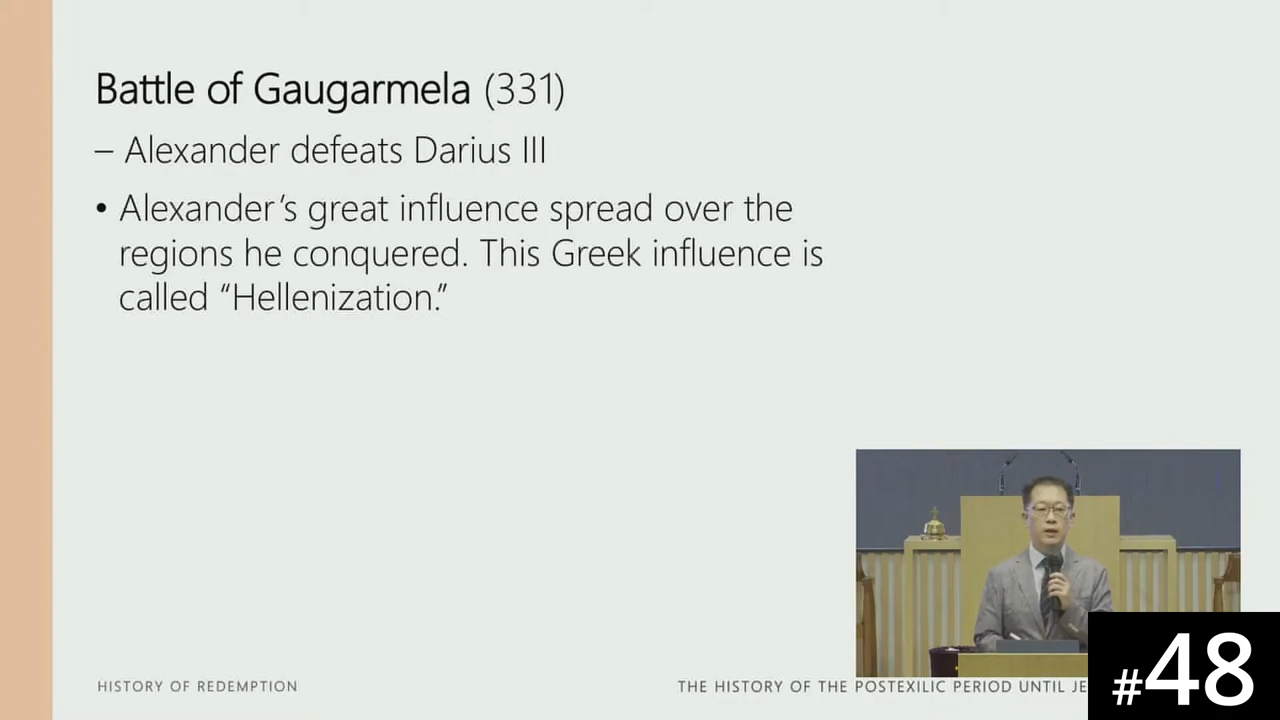 Battle of Gaugarmela (331)
– Alexander defeats Darius III
• Alexander’s great influence spread over the
regions he conquered. This Greek influence is
called “Hellenization.”
HISTORY OF REDEMPTION
THE HISTORY OF THE POSTEXILIC PERIOD UNTIL JE
#48